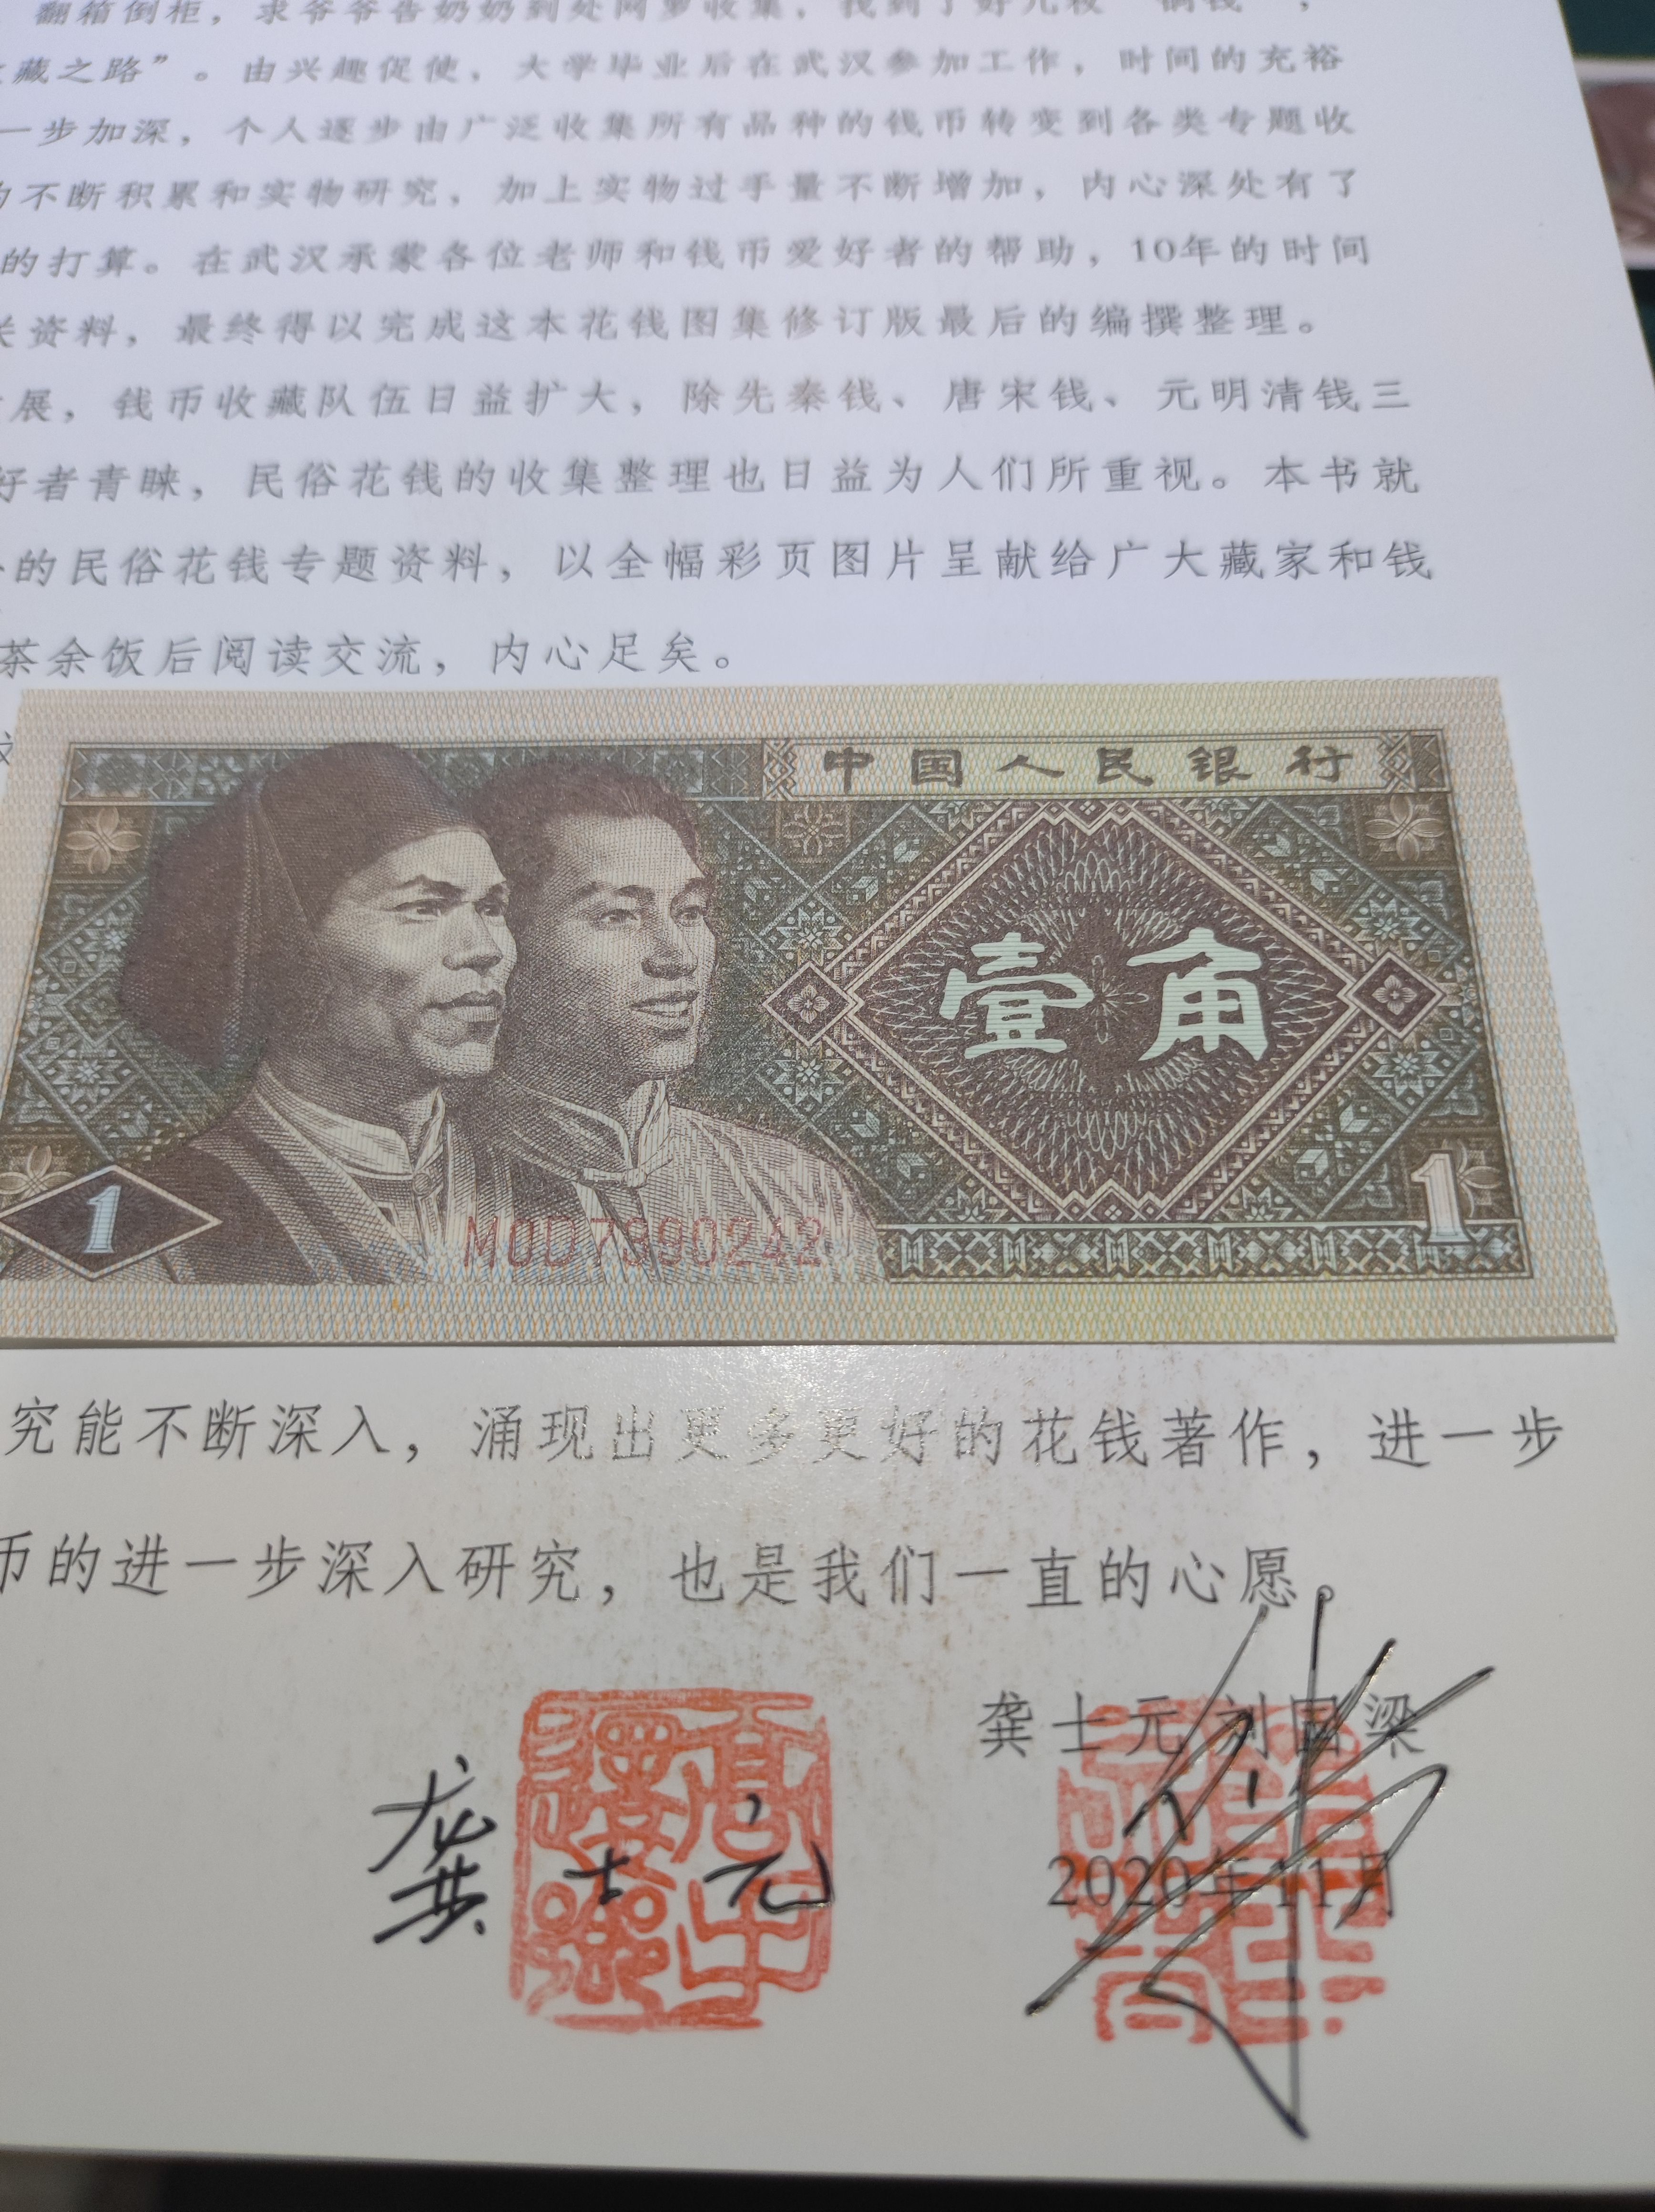 翻箱倒柜，求爷爷告奶奶到处网罗收集，找到了好几枚“铜钱”，
藏之路”。由兴趣促使，大学毕业后在武汉参加工作，时间的充裕
一步加深，个人逐步由广泛收集所有品种的钱币转变到各类专题收
的不断积累和实物研究，加上实物过手量不断增加，内心深处有了
的打算。在武汉承蒙各位老师和钱币爱好者的帮助，10年的时间
关资料，最终得以完成这本花钱图集修订版最后的编撰整理。
展，钱币收藏队伍日益扩大，除先秦钱、唐宋钱、元明清钱三
好者青睐，民俗花钱的收集整理也日益为人们所重视。本书就
的民俗花钱专题资料，以全幅彩页图片呈献给广大藏家和钱
茶余饭后阅读交流，内心足矣。
中国人民银行
壹角
1
1
M0D7390242
究能不断深入，涌现出更多更好的花钱著作，进一步
币的进一步深入研究，也是我们一直的心愿。
龚士元 刘国梁
龚士元
2020年11月